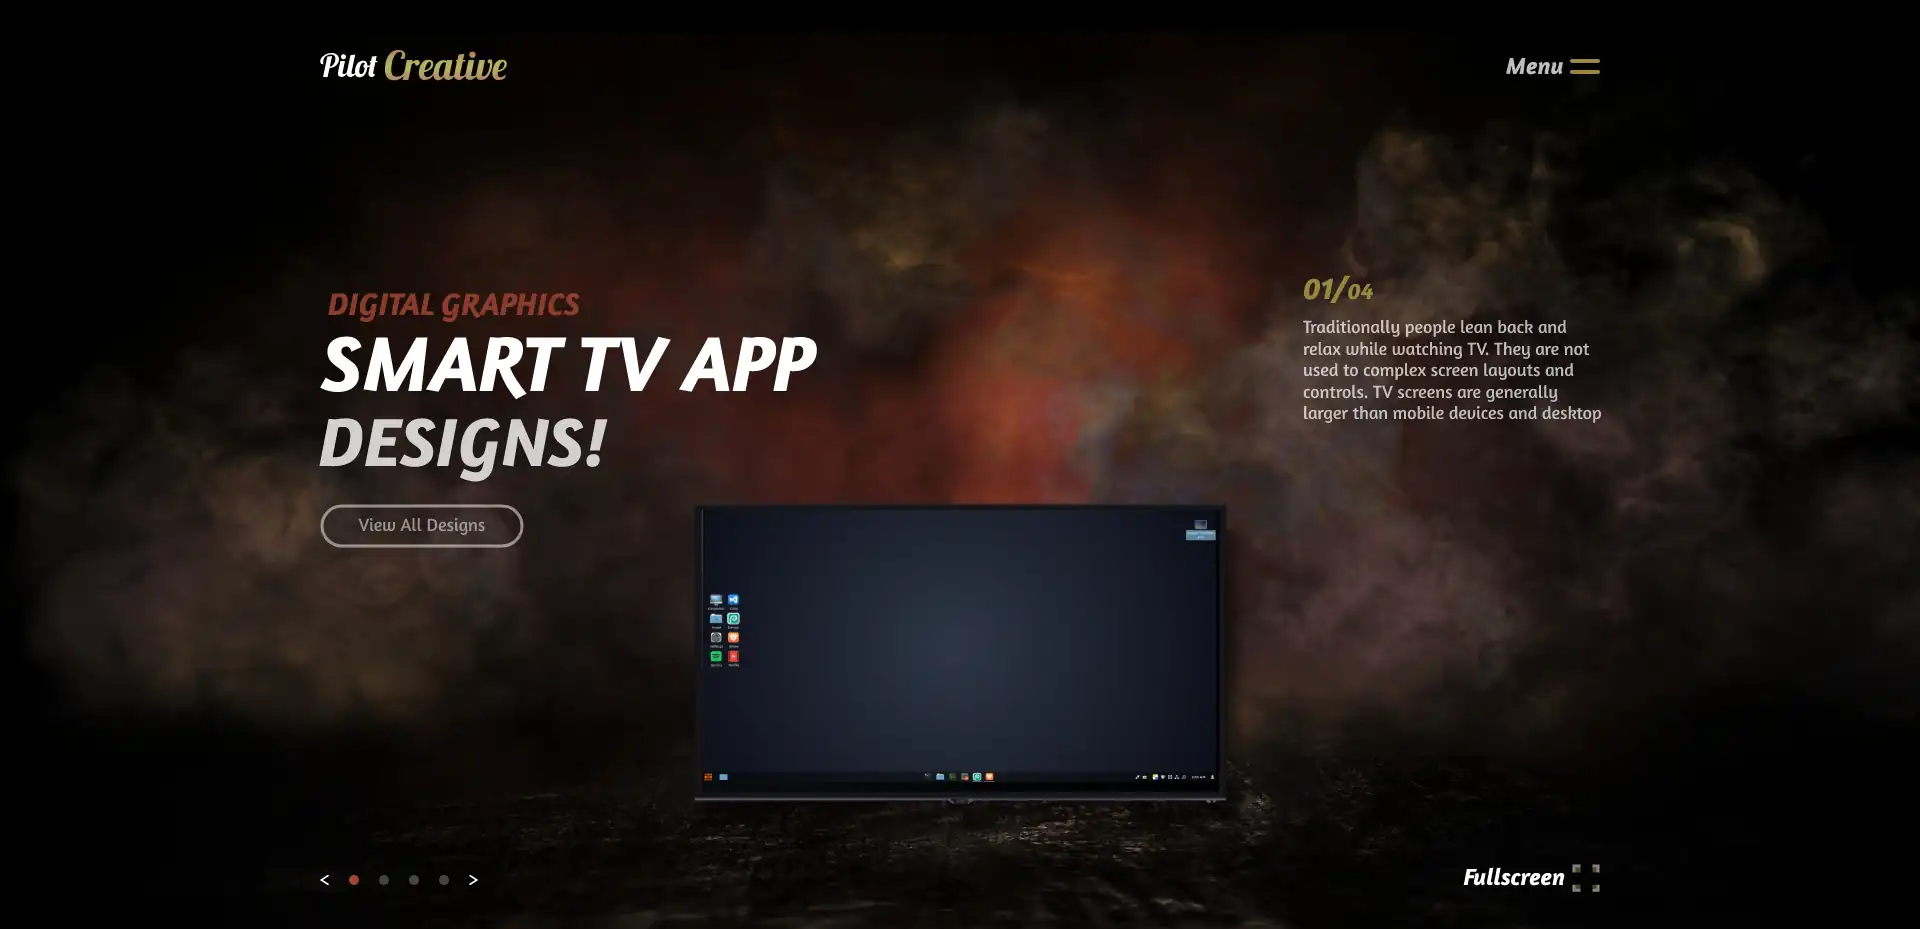 Pilot Creative
Menu
DIGITAL GRAPHICS
SMART TV APP
DESIGNS!
View All Designs
01/04
Traditionally people lean back and
relax while watching TV. They are not
used to complex screen layouts and
controls. TV screens are generally
larger than mobile devices and desktop
< >
Fullscreen